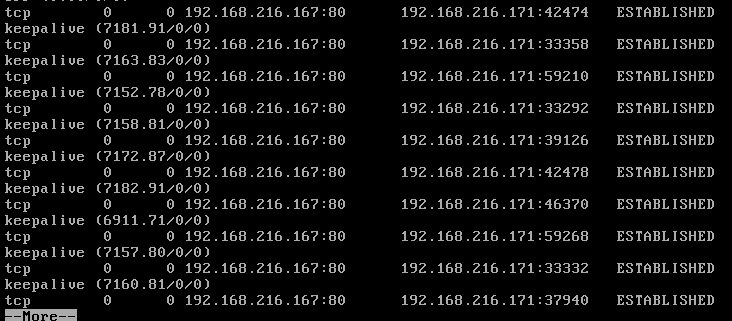 tcp        0      0 192.168.216.167:80      192.168.216.171:42474   ESTABLISHED
keepalive (7181.91/0/0)
tcp        0      0 192.168.216.167:80      192.168.216.171:33358   ESTABLISHED
keepalive (7163.83/0/0)
tcp        0      0 192.168.216.167:80      192.168.216.171:59210   ESTABLISHED
keepalive (7152.78/0/0)
tcp        0      0 192.168.216.167:80      192.168.216.171:33292   ESTABLISHED
keepalive (7158.81/0/0)
tcp        0      0 192.168.216.167:80      192.168.216.171:39126   ESTABLISHED
keepalive (7172.87/0/0)
tcp        0      0 192.168.216.167:80      192.168.216.171:42478   ESTABLISHED
keepalive (7182.91/0/0)
tcp        0      0 192.168.216.167:80      192.168.216.171:46370   ESTABLISHED
keepalive (6911.71/0/0)
tcp        0      0 192.168.216.167:80      192.168.216.171:59268   ESTABLISHED
keepalive (7157.80/0/0)
tcp        0      0 192.168.216.167:80      192.168.216.171:33332   ESTABLISHED
keepalive (7160.81/0/0)
tcp        0      0 192.168.216.167:80      192.168.216.171:37940   ESTABLISHED
--More--